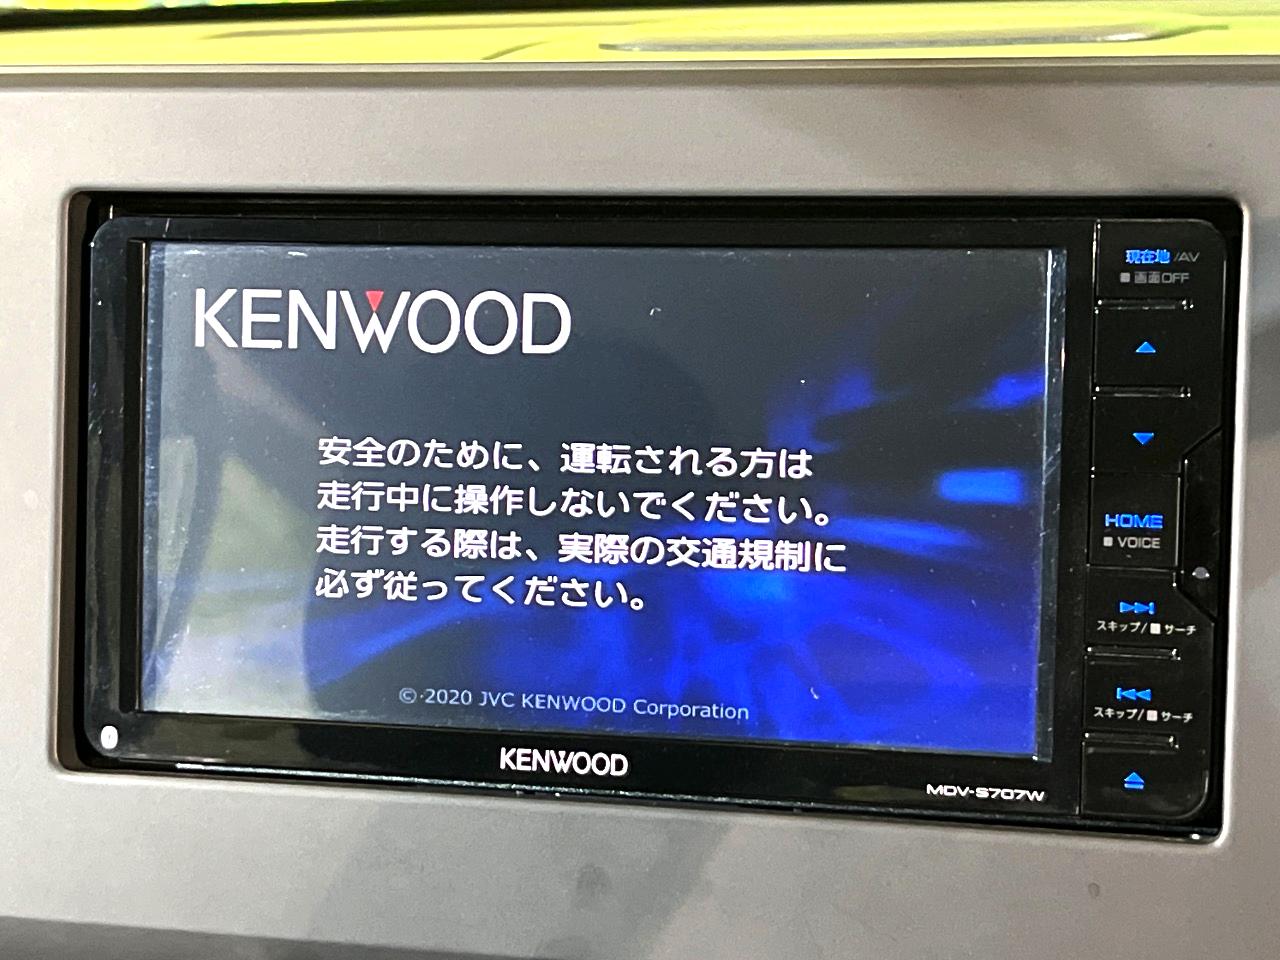 KENWOOD
安全のために、運転される方は
走行中に操作しないでください。
走行する際は、実際の交通規制に
必ず従ってください。
© 2020 JVC KENWOOD Corporation
KENWOOD
MDV-S707W
現在地/AV
■ 画面OFF
HOME
■ VOICE
スキップ/■サーチ
スキップ/■サーチ